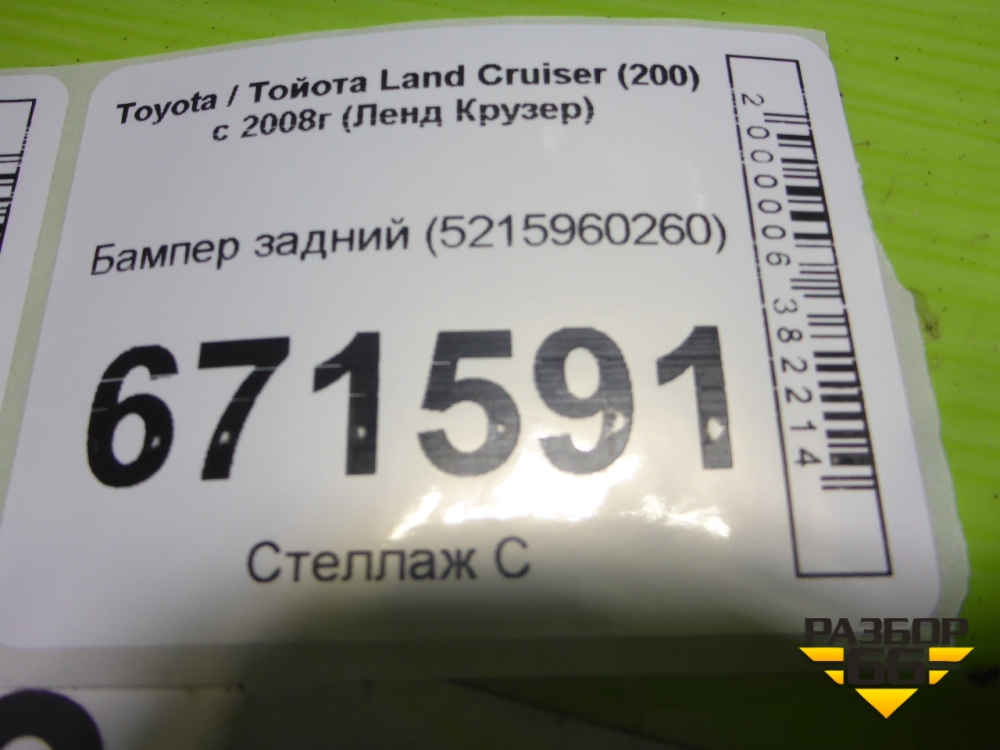 Toyota / Тойота Land Cruiser (200)
с 2008г (Ленд Крузер)
Бампер задний (5215960260)
671591
Стеллаж С
2000006382214
РАЗБОР
66